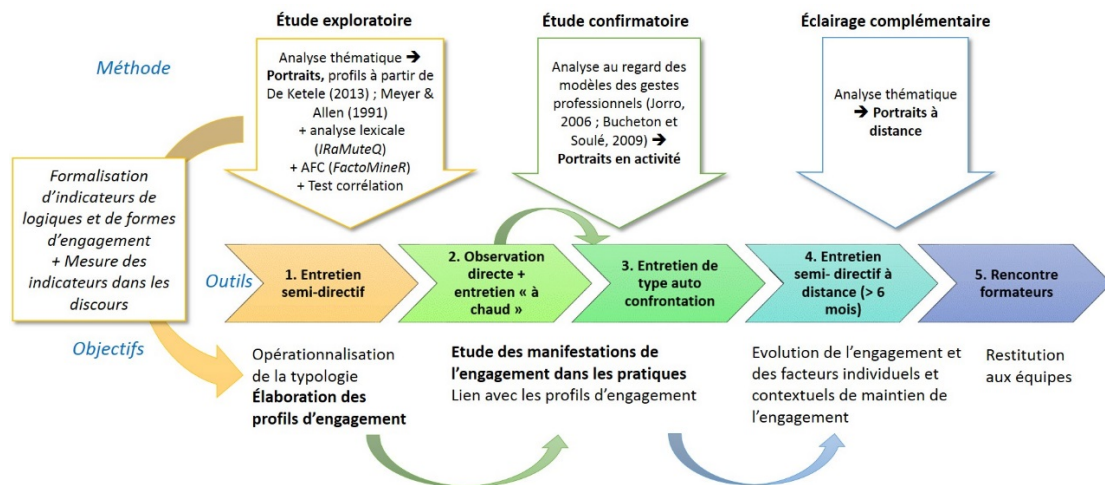 Étude exploratoire
Étude confirmatoire
Éclairage complémentaire
Méthode
Analyse thématique ➔
Portraits, profils à partir de
De Ketele (2013) ; Meyer &
Allen (1991)
+ analyse lexicale
(IRaMuteQ)
+ AFC (FactoMineR)
+ Test corrélation
Analyse au regard des
modèles des gestes
professionnels (Jorro,
2006 ; Bucheton et
Soulé, 2009) ➔
Portraits en activité
Analyse thématique
➔ Portraits à
distance
Formalisation
d'indicateurs de
logiques et de formes
d'engagement
+ Mesure des
indicateurs dans les
discours
Outils
1. Entretien
semi-directif
2. Observation
directe +
entretien « à
chaud »
3. Entretien de
type auto
confrontation
4. Entretien
semi- directif à
distance (> 6
mois)
5. Rencontre
formateurs
Objectifs
Opérationnalisation
de la typologie
Élaboration des
profils d'engagement
Etude des manifestations de
l'engagement dans les pratiques
Lien avec les profils d'engagement
Evolution de l'engagement et
des facteurs individuels et
contextuels de maintien de
l'engagement
Restitution
aux équipes